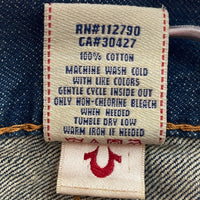 RN#112790
CA#30427
100% COTTON
MACHINE WASH COLD
WITH LIKE COLORS
GENTLE CYCLE INSIDE OUT
ONLY NON-CHLORINE BLEACH
WHEN NEEDED
TUMBLE DRY LOW
WARM IRON IF NEEDED